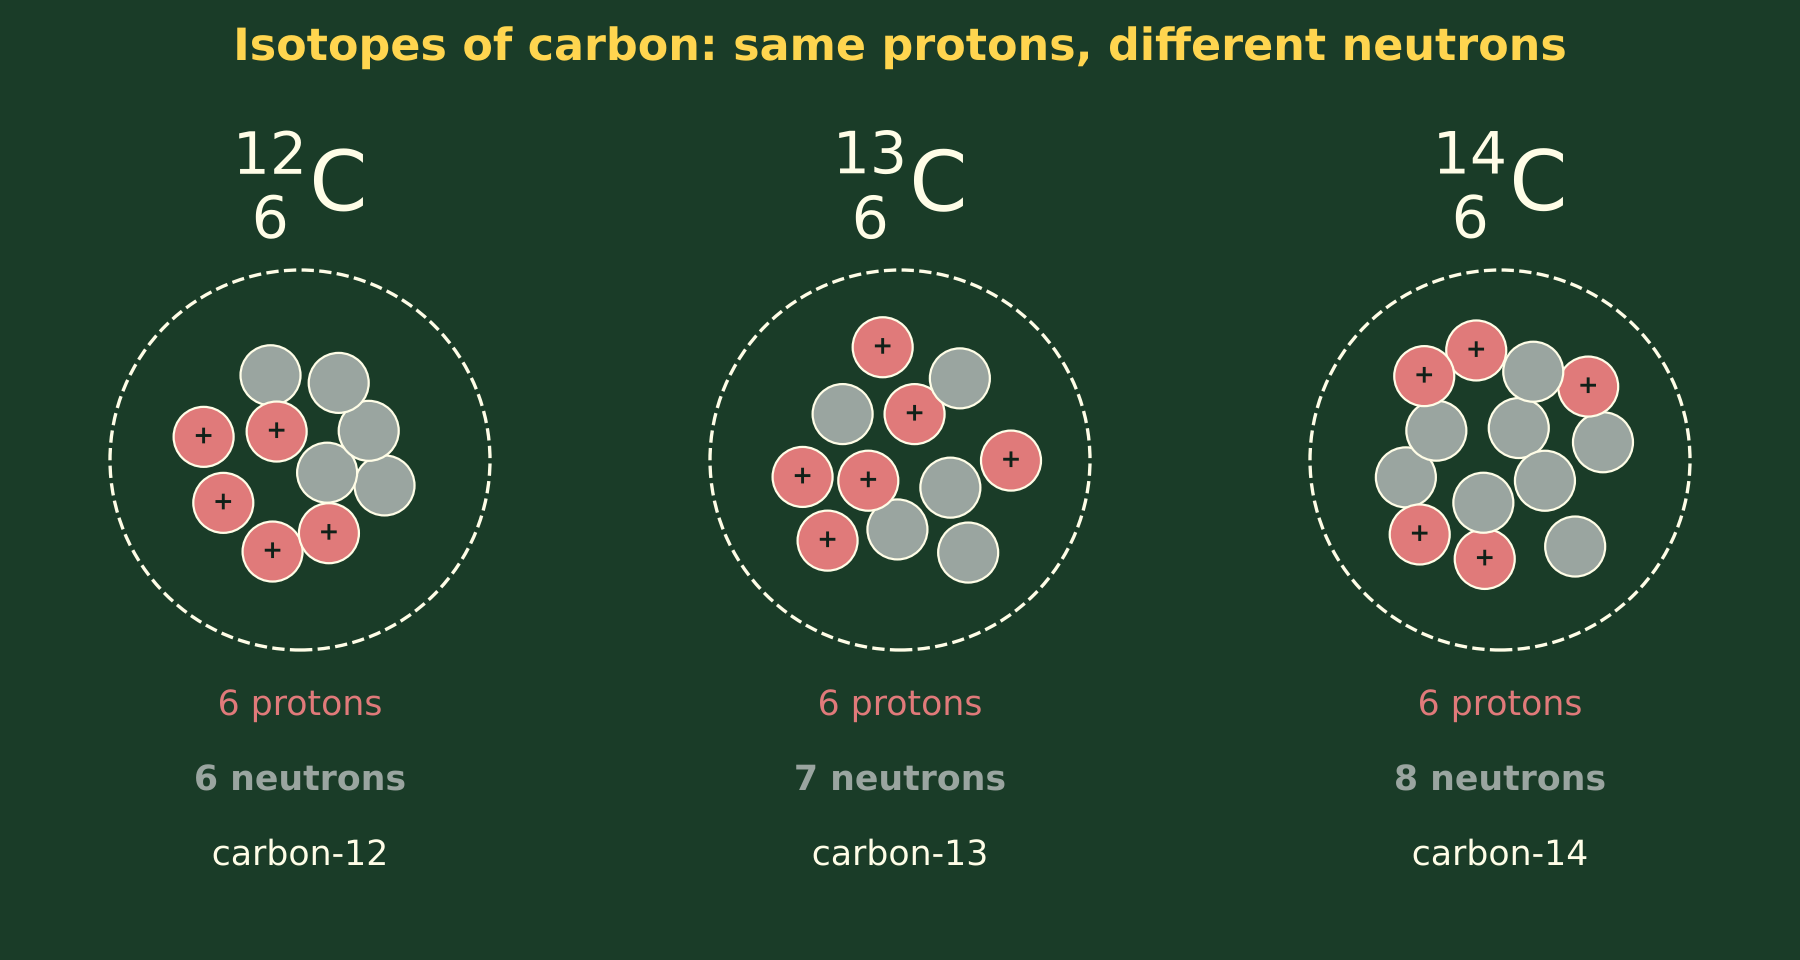 Isotopes of carbon: same protons, different neutrons
12
6 C
13
6 C
14
6 C
+ + + + + +
+ + + + + +
+ + + + + +
6 protons
6 neutrons
carbon-12
6 protons
7 neutrons
carbon-13
6 protons
8 neutrons
carbon-14